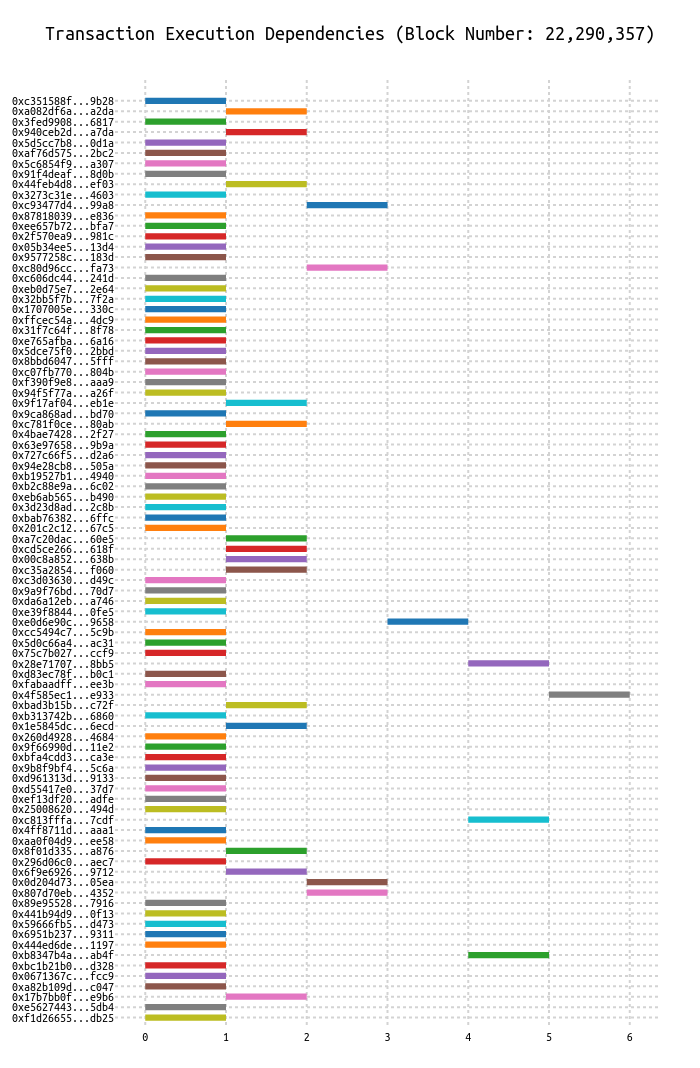 Transaction Execution Dependencies (Block Number: 22,290,357)
0xc351588f...9b28
0xa082df6a...a2da
0x3fed9908...6817
0x940ceb2d...a7da
0x5d5cc7b8...0d1a
0xaf76d575...2bc2
0x5c6854f9...a307
0x91f4deaf...8d0b
0x44feb4d8...ef03
0x3273c31e...4603
0xc93477d4...99a8
0x87818039...e836
0xee657b72...bfa7
0x2f570ea9...981c
0x05b34ee5...13d4
0x9577258c...183d
0xc80d96cc...fa73
0xc606dc44...241d
0xeb0d75e7...2e64
0x32bb5f7b...7f2a
0x1707005e...330c
0xffcec54a...4dc9
0x31f7c64f...8f78
0xe765afba...6a16
0x5dce75f0...2bbd
0x8bbd6047...5fff
0xc07fb770...804b
0xf390f9e8...aaa9
0x94f5f77a...a26f
0x9f17af04...eb1e
0x9ca868ad...bd70
0xc781f0ce...80ab
0x4bae7428...2f27
0x63e97658...9b9a
0x727c66f5...d2a6
0x94e28cb8...505a
0xb19527b1...4940
0xb2c88e9a...6c02
0xeb6ab565...b490
0x3d23d8ad...2c8b
0xbab76382...6ffc
0x201c2c12...67c5
0xa7c20dac...60e5
0xcd5ce266...618f
0x00c8a852...638b
0xc35a2854...f060
0xc3d03630...d49c
0x9a9f76bd...70d7
0xda6a12eb...a746
0xe39f8844...0fe5
0xe0d6e90c...9658
0xcc5494c7...5c9b
0x5d0c66a4...ac31
0x75c7b027...ccf9
0x28e71707...8bb5
0xd83ec78f...b0c1
0xfabaadff...ee3b
0x4f585ec1...e933
0xbad3b15b...c72f
0xb313742b...6860
0x1e5845dc...6ecd
0x260d4928...4684
0x9f66990d...11e2
0xbfa4cdd3...ca3e
0x9b8f9bf4...5c6a
0xd961313d...9133
0xd55417e0...37d7
0xef13df20...adfe
0x25008620...494d
0xc813fffa...7cdf
0x4ff8711d...aaa1
0xaa0f04d9...ee58
0x8f01d335...a876
0x296d06c0...aec7
0x6f9e6926...9712
0x0d204d73...05ea
0x807d70eb...4352
0x89e95528...7916
0x441b94d9...0f13
0x59666fb5...d473
0x6951b237...9311
0x444ed6de...1197
0xb8347b4a...ab4f
0xbc1b21b0...d328
0x0671367c...fcc9
0xa82b109d...c047
0x17b7bb0f...e9b6
0xe5627443...5db4
0xf1d26655...db25
0 1 2 3 4 5 6